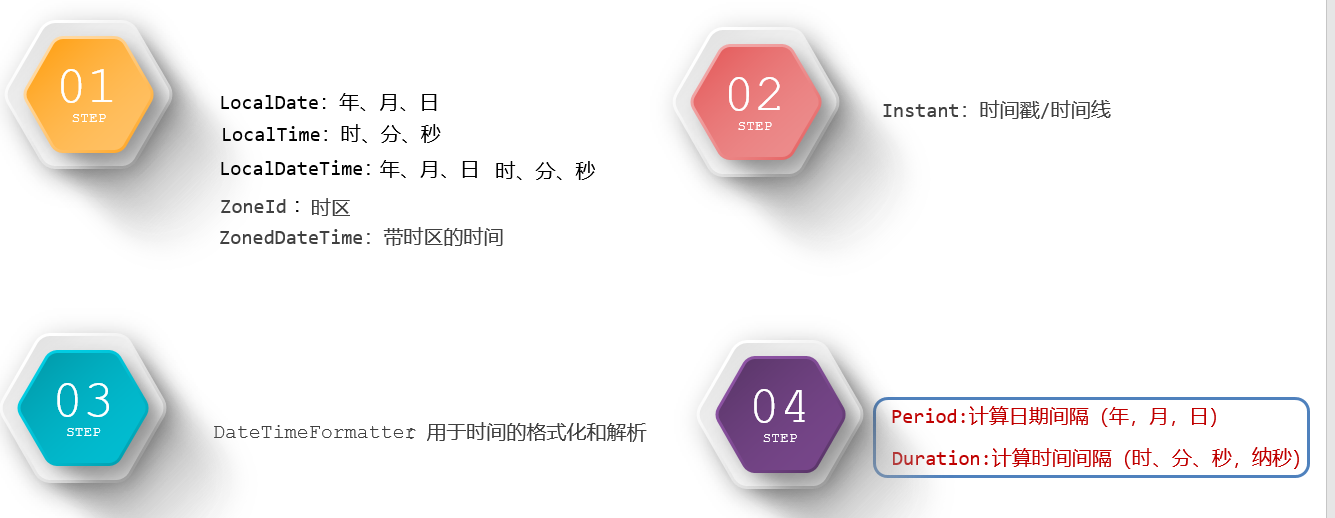 01
STEP
LocalDate：年、月、日
LocalTime：时、分、秒
LocalDateTime：年、月、日 时、分、秒
ZoneId：时区
ZonedDateTime：带时区的时间
02
STEP
Instant：时间戳/时间线
03
STEP
DateTimeFormatter：用于时间的格式化和解析
04
STEP
Period:计算日期间隔（年，月，日）
Duration:计算时间间隔（时、分、秒，纳秒）